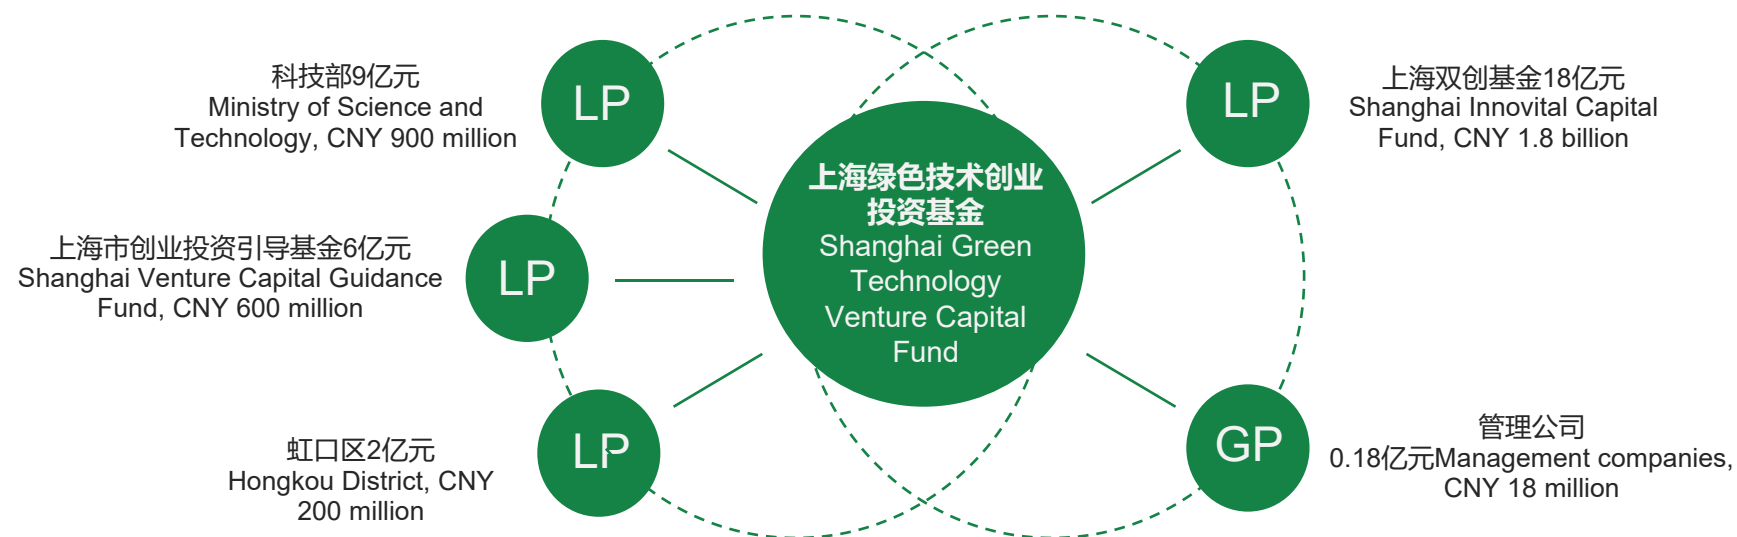 科技部9亿元
Ministry of Science and
Technology, CNY 900 million
LP
上海市创业投资引导基金6亿元
Shanghai Venture Capital Guidance
Fund, CNY 600 million
LP
虹口区2亿元
Hongkou District, CNY
200 million
LP
上海绿色技术创业
投资基金
Shanghai Green
Technology
Venture Capital
Fund
LP
上海双创基金18亿元
Shanghai Innovital Capital
Fund, CNY 1.8 billion
GP
管理公司
0.18亿元Management companies,
CNY 18 million